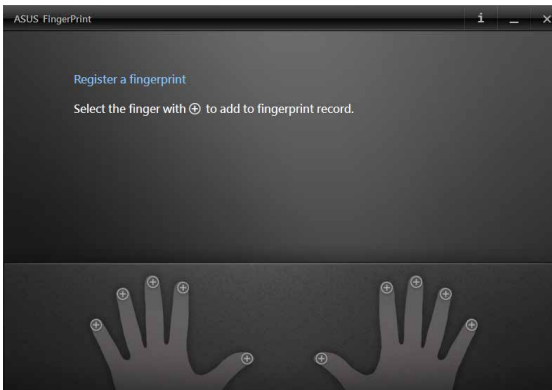 ASUS FingerPrint
Register a fingerprint
Select the finger with ⊕ to add to fingerprint record.